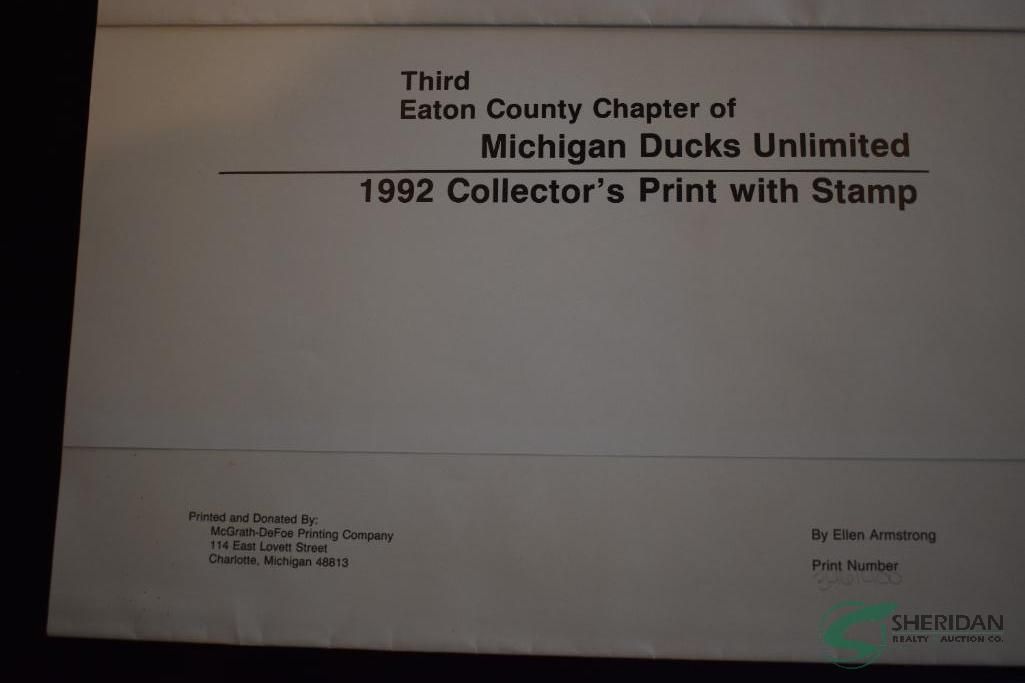 Third
Eaton County Chapter of
Michigan Ducks Unlimited
1992 Collector's Print with Stamp
Printed and Donated By:
McGrath-DeFoe Printing Company
114 East Lovett Street
Charlotte, Michigan 48813
By Ellen Armstrong
Print Number
SHERIDAN
REALTY AUCTION CO.